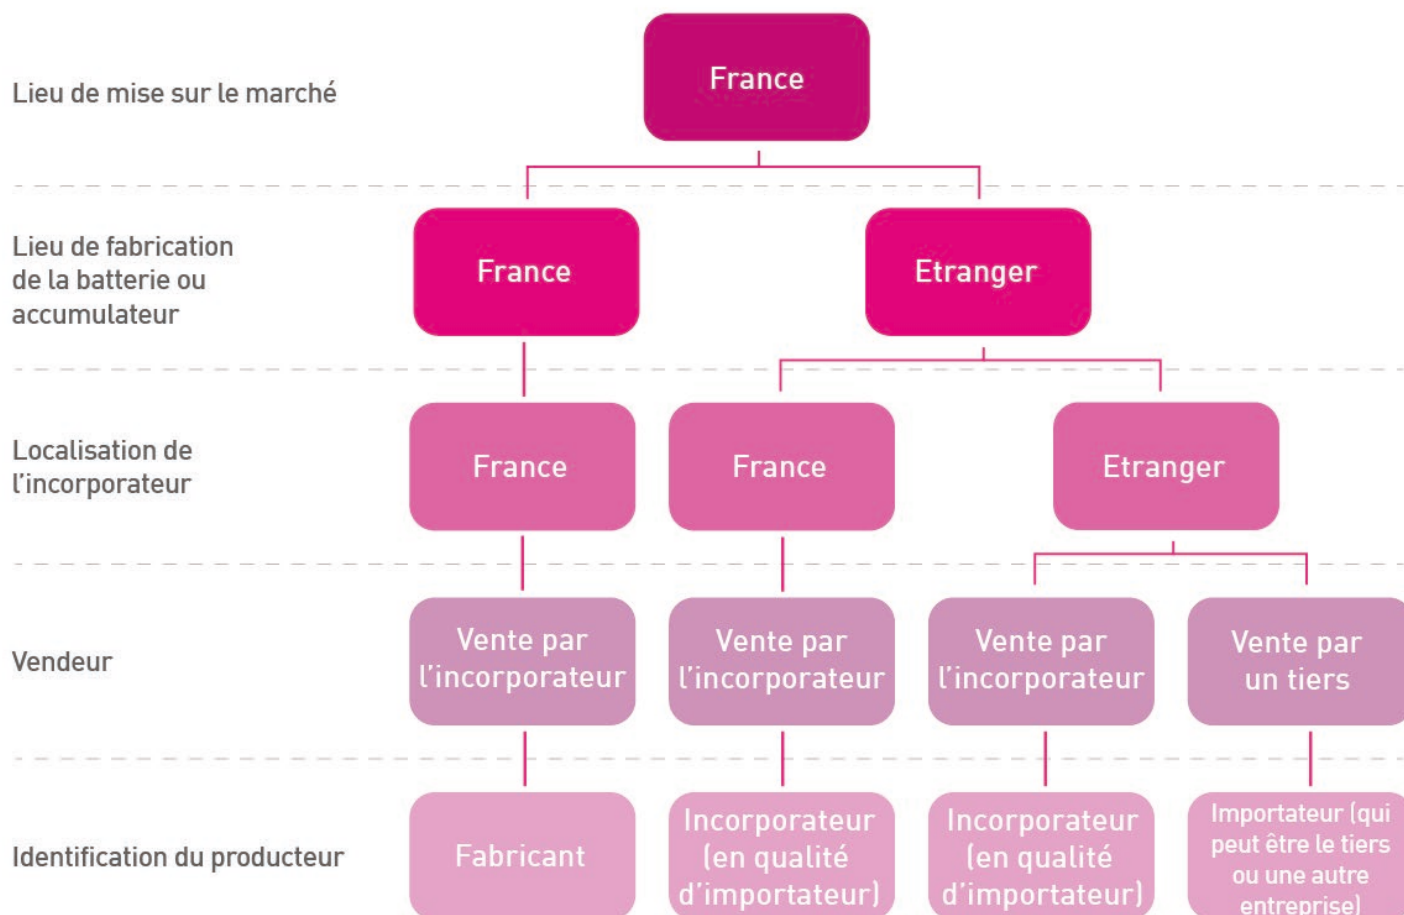 Lieu de mise sur le marché
France
Lieu de fabrication
de la batterie ou
accumulateur
France
Etranger
Localisation de
l'incorporateur
France
France
Etranger
Vendeur
Vente par
l'incorporateur
Vente par
l'incorporateur
Vente par
l'incorporateur
Vente par
un tiers
Identification du producteur
Fabricant
Incorporateur
(en qualité
d'importateur)
Incorporateur
(en qualité
d'importateur)
Importateur (qui
peut être le tiers
ou une autre
entreprise)